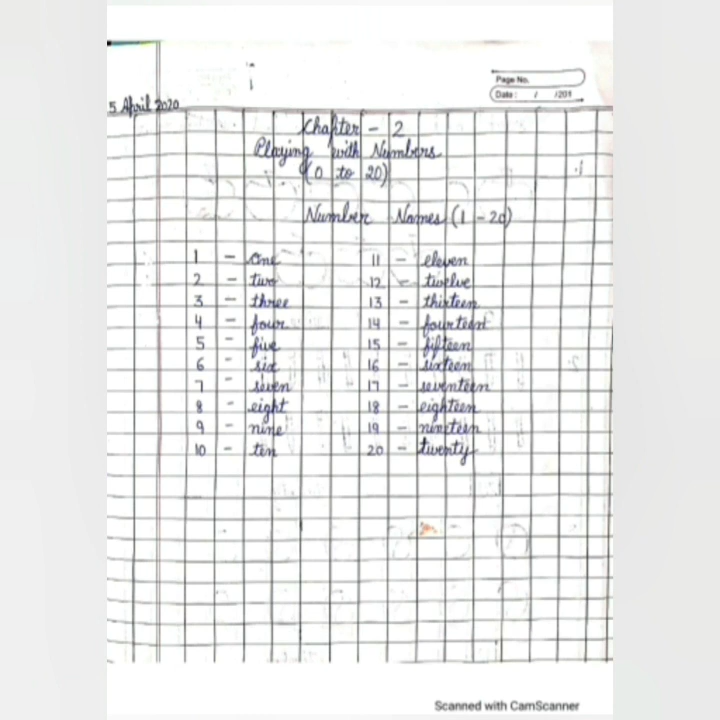 Page No.
Date: / /201
5 April 2020
Chapter - 2
Playing with Numbers
(0 to 20)
Number Names (1 - 20)
1 - one 11 - eleven
2 - two 12 - twelve
3 - three 13 - thirteen
4 - four 14 - fourteen
5 - five 15 - fifteen
6 - six 16 - sixteen
7 - seven 17 - seventeen
8 - eight 18 - eighteen
9 - nine 19 - nineteen
10 - ten 20 - twenty
Scanned with CamScanner